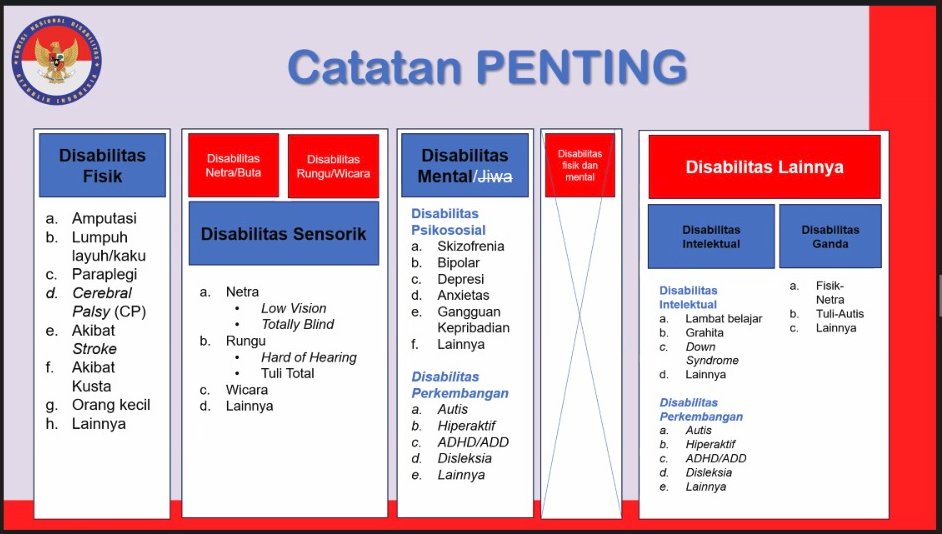 KOMISI NASIONAL DISABILITAS
REPUBLIK INDONESIA
Catatan PENTING
Disabilitas
Fisik
a. Amputasi
b. Lumpuh
layuh/kaku
c. Paraplegi
d. Cerebral
Palsy (CP)
e. Akibat
Stroke
f. Akibat
Kusta
g. Orang kecil
h. Lainnya
Disabilitas
Netra/Buta
Disabilitas
Rungu/Wicara
Disabilitas Sensorik
a. Netra
• Low Vision
• Totally Blind
b. Rungu
• Hard of Hearing
• Tuli Total
c. Wicara
d. Lainnya
Disabilitas
Mental/Jiwa
Disabilitas
Psikososial
a. Skizofrenia
b. Bipolar
c. Depresi
d. Anxietas
e. Gangguan
Kepribadian
f. Lainnya
Disabilitas
Perkembangan
a. Autis
b. Hiperaktif
c. ADHD/ADD
d. Disleksia
e. Lainnya
Disabilitas
fisik dan
mental
Disabilitas Lainnya
Disabilitas
Intelektual
Disabilitas
Intelektual
a. Lambat belajar
b. Grahita
c. Down
Syndrome
d. Lainnya
Disabilitas
Perkembangan
a. Autis
b. Hiperaktif
c. ADHD/ADD
d. Disleksia
e. Lainnya
Disabilitas
Ganda
a. Fisik-
Netra
b. Tuli-Autis
c. Lainnya